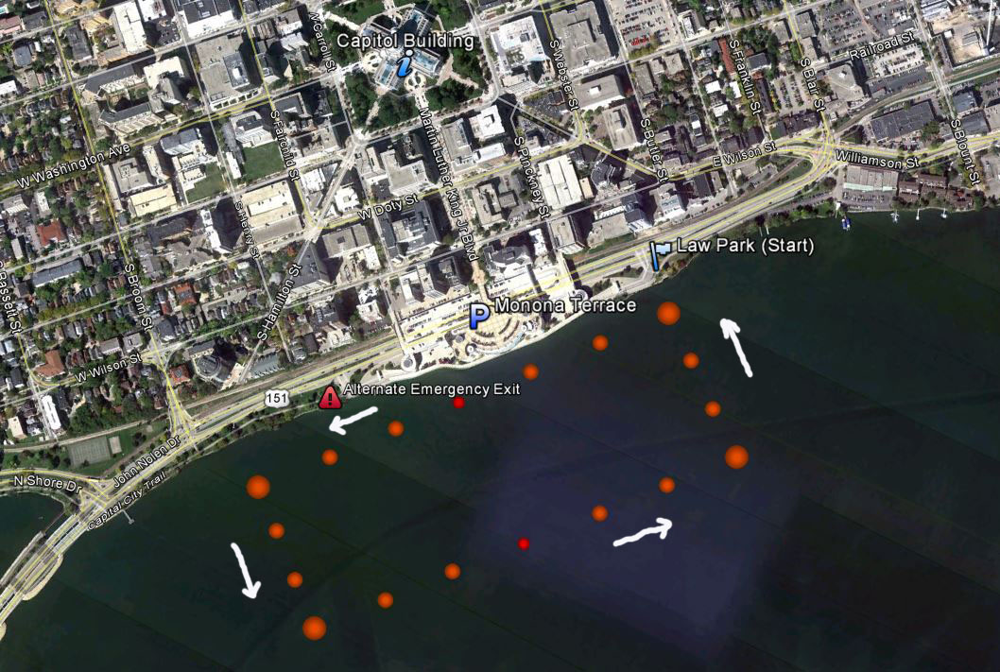 Capitol Building
N Carroll St
S Webster St
S Franklin St
S Blair St
Railroad St
S Blount St
Williamson St
E Wilson St
S Butler St
S Pinckney St
Martin Luther King Jr Blvd
S Fairchild St
W Washington Ave
W Doty St
S Henry St
S Hamilton St
S Broom St
S Bassett St
W Wilson St
Law Park (Start)
P
Monona Terrace
151
!
Alternate Emergency Exit
John Nolen Dr
N Shore Dr
Capital City Trail